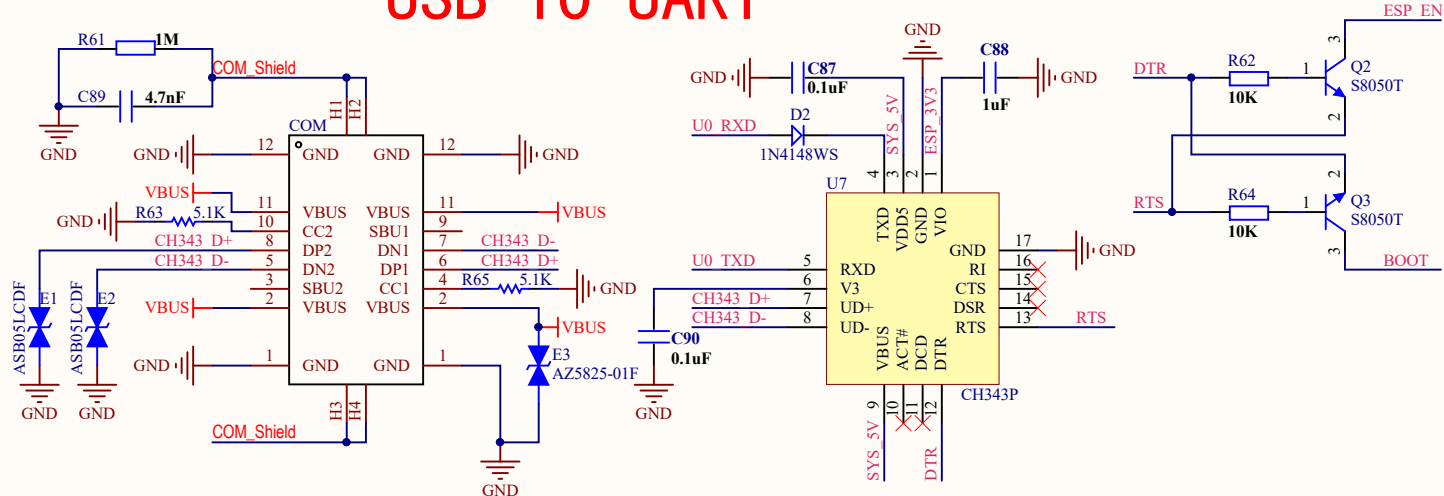 USB TO UART
R61 1M
COM_Shield
C89 4.7nF
GND
H1 H2
COM
12 GND GND 12
GND GND
VBUS
11 VBUS VBUS 11
VBUS
GND R63 5.1K
10 CC2 SBU1 9
CH343_D+ 8 DP2 DN1 7 CH343_D-
CH343_D- 5 DN2 DP1 6 CH343_D+
3 SBU2 CC1 4 R65 5.1K GND
VBUS 2 VBUS VBUS 2
VBUS
E1 ASB05LCDF
E2 ASB05LCDF
E3
AZ5825-01F
GND 1 GND GND 1
GND GND
H3 H4
COM_Shield
GND
GND
GND C87
0.1uF
C88
1uF
GND
SYS_5V
ESP_3V3
U0_RXD D2
1N4148WS
4 3 2 1
U7
TXD VDD5 GND VIO
GND 17 GND
U0_TXD 5 RXD RI 16
6 V3 CTS 15
CH343_D+ 7 UD+ DSR 14
CH343_D- 8 UD- RTS 13 RTS
C90
0.1uF
GND
VBUS ACT# DCD DTR
CH343P
9 10 11 12
SYS_5V
DTR
ESP_EN
3
DTR R62 1 Q2
10K S8050T
2
2
RTS R64 1 Q3
10K S8050T
3
BOOT